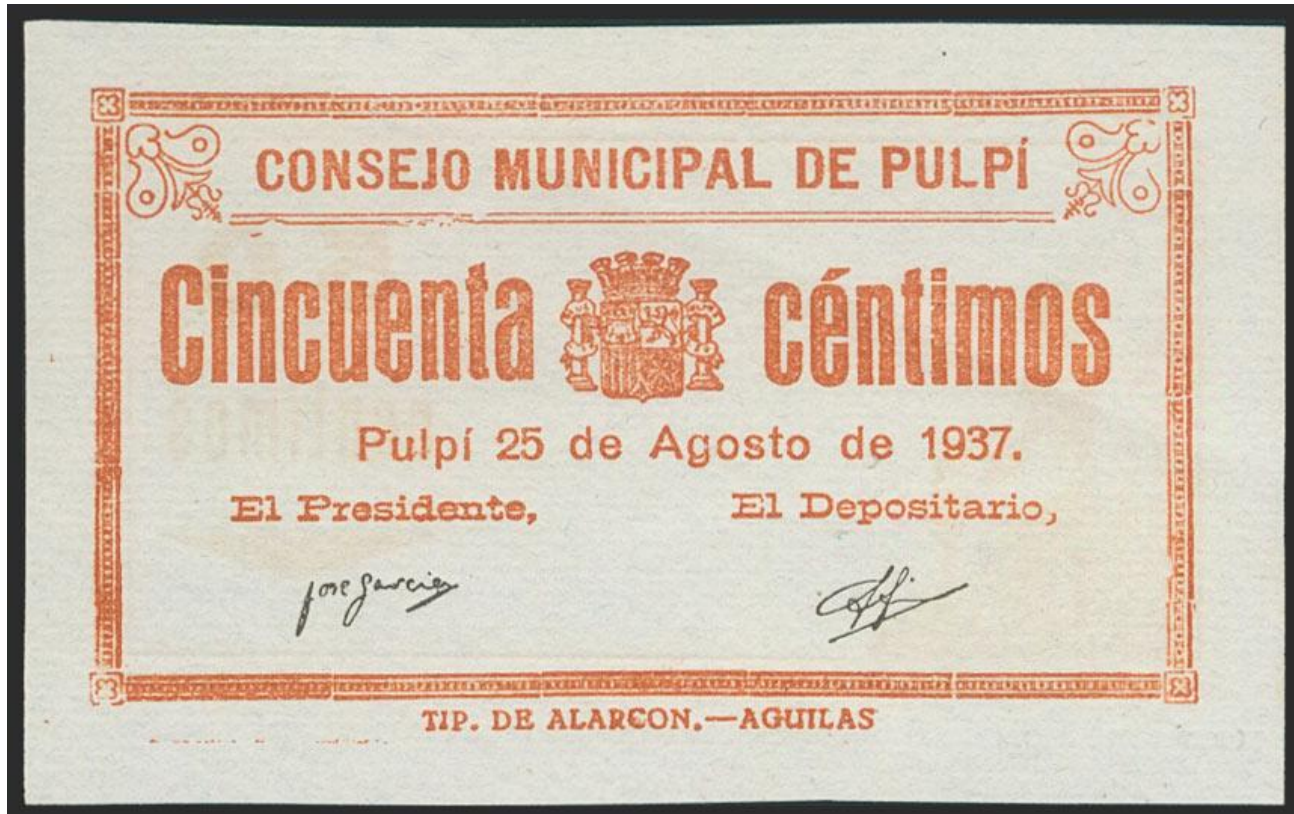 CONSEJO MUNICIPAL DE PULPÍ
Cincuenta céntimos
Pulpí 25 de Agosto de 1937.
El Presidente, El Depositario,
jose garcia
TIP. DE ALARCON.—AGUILAS